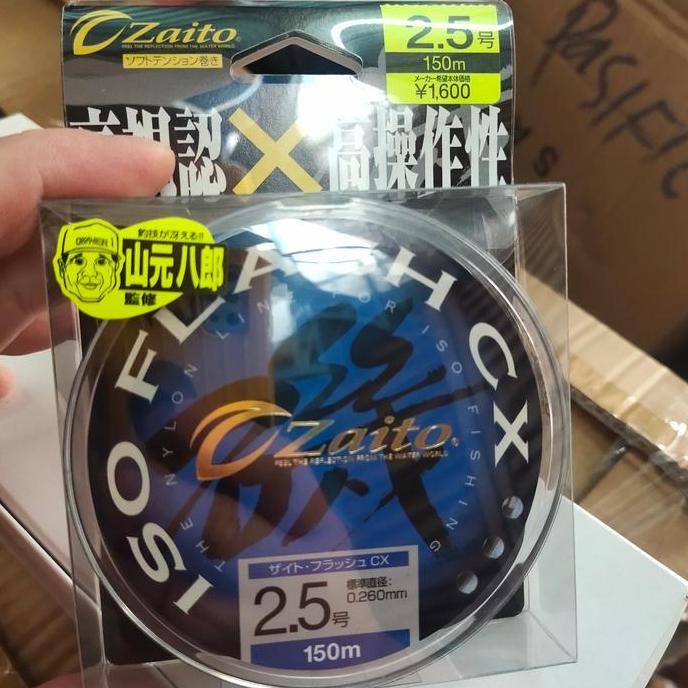 Zaito
FEEL THE REFLECTION FROM THE WATER WORLD.
ソフトテンション巻き
2.5号
150m
メーカー希望本体価格
¥1,600
視認×高操作性
釣技が冴える!!
山元八郎
監修
ISO FLASH CX
THE NYLON LINE FOR ISO FISHING
磯
Zaito
FEEL THE REFLECTION FROM THE WATER WORLD
ザイト・フラッシュCX
2.5号
標準直径:
0.260mm
150m
PASIFIC